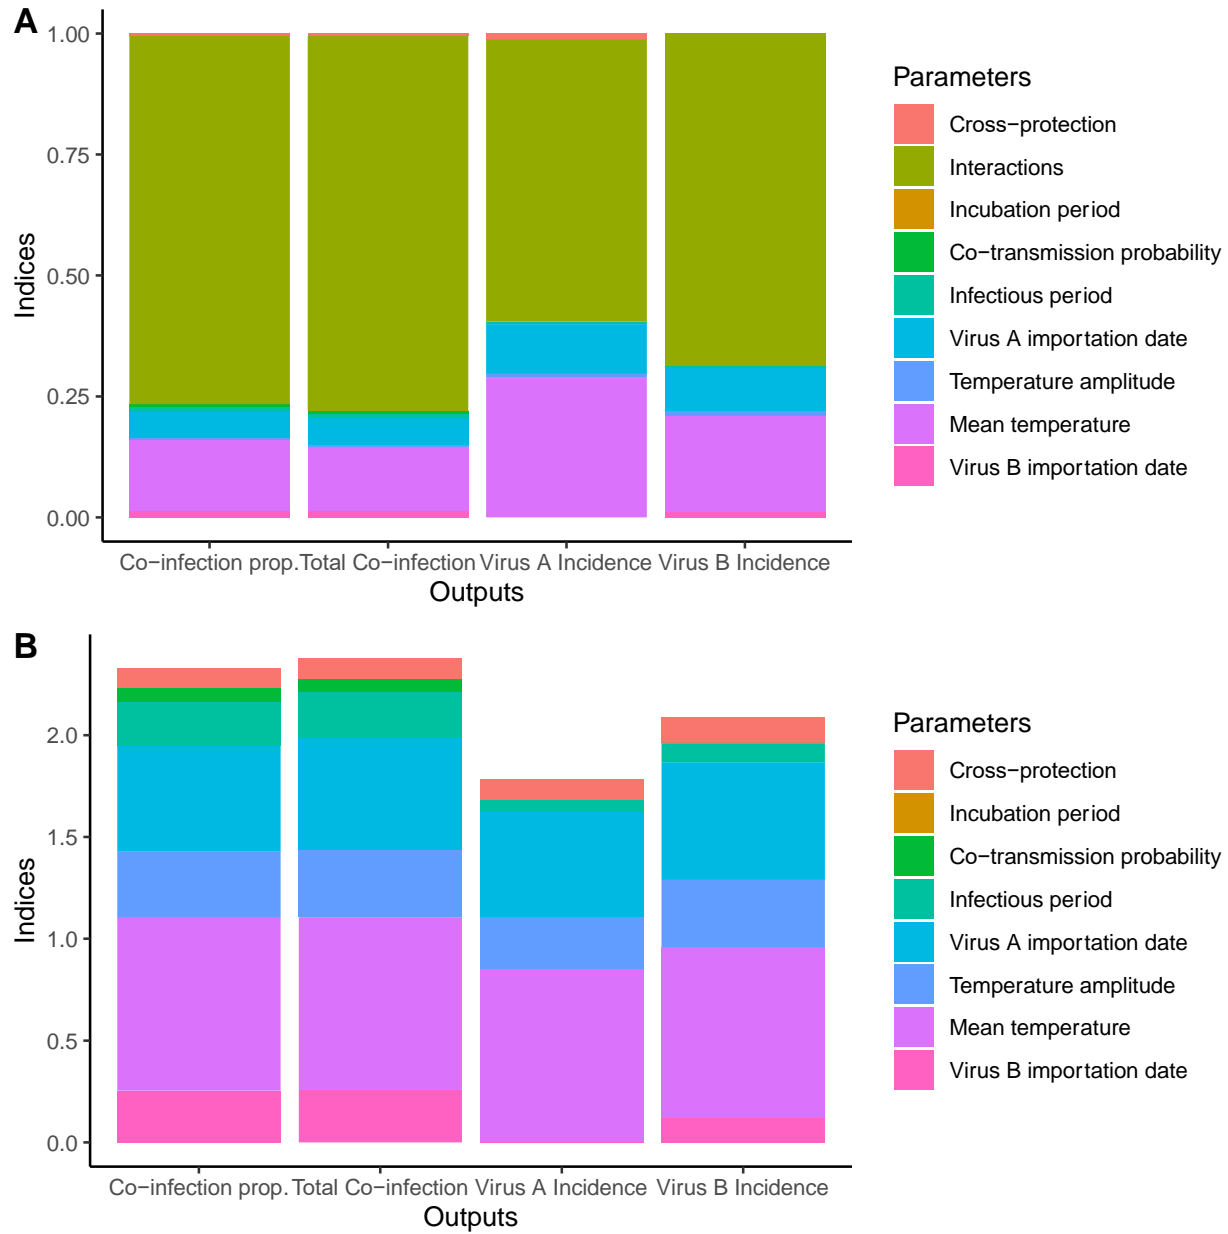 A
1.00
0.75
0.50
0.25
0.00
Indices
Co−infection prop. Total Co−infection Virus A Incidence Virus B Incidence
Outputs
Parameters
Cross−protection
Interactions
Incubation period
Co−transmission probability
Infectious period
Virus A importation date
Temperature amplitude
Mean temperature
Virus B importation date
B
2.0
1.5
1.0
0.5
0.0
Indices
Co−infection prop. Total Co−infection Virus A Incidence Virus B Incidence
Outputs
Parameters
Cross−protection
Incubation period
Co−transmission probability
Infectious period
Virus A importation date
Temperature amplitude
Mean temperature
Virus B importation date